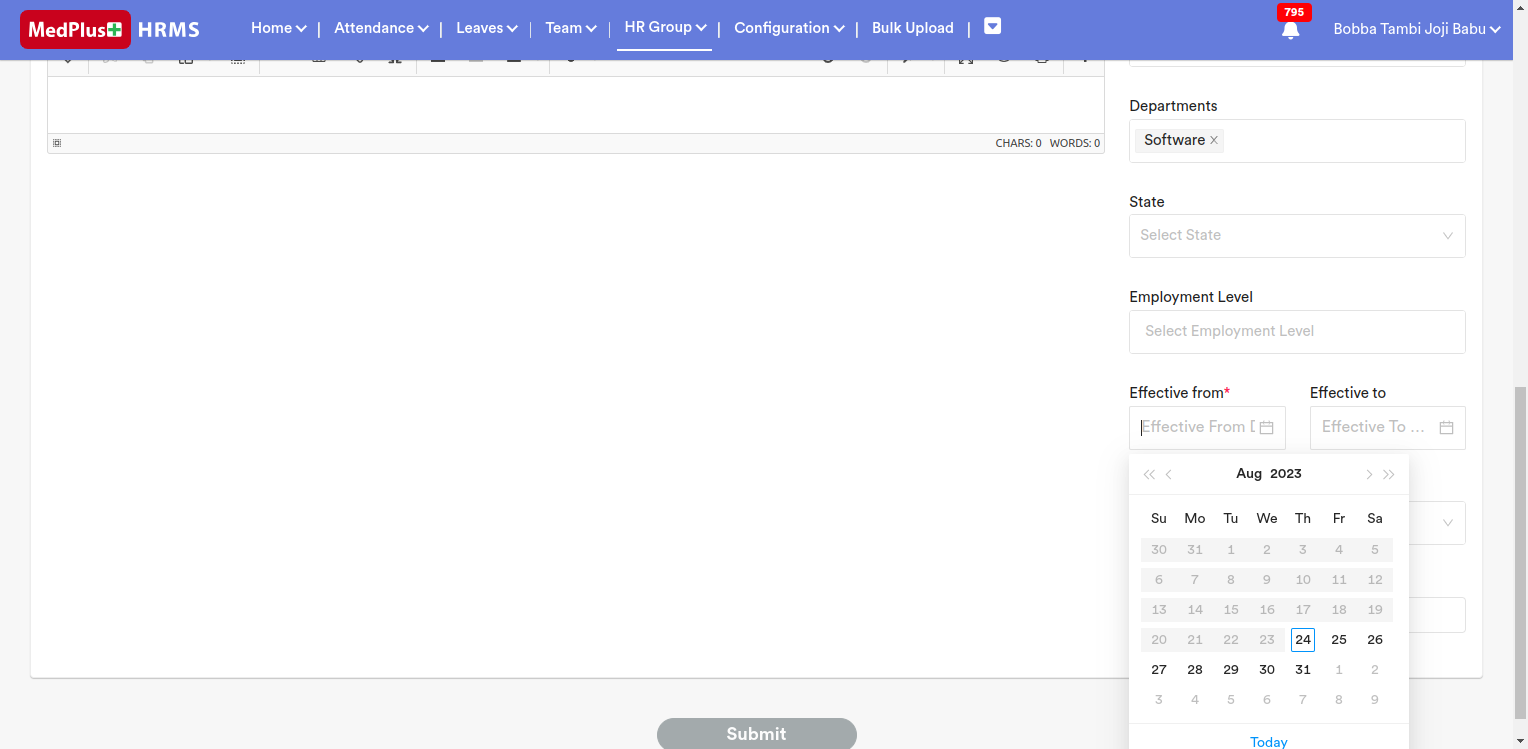 MedPlus HRMS Home | Attendance | Leaves | Team | HR Group | Configuration | Bulk Upload | 795 Bobba Tambi Joji Babu
CHARS: 0 WORDS: 0
Departments
Software
State
Select State
Employment Level
Select Employment Level
Effective from* Effective to
Effective From D Effective To ...
Aug 2023
Su Mo Tu We Th Fr Sa
30 31 1 2 3 4 5
6 7 8 9 10 11 12
13 14 15 16 17 18 19
20 21 22 23 24 25 26
27 28 29 30 31 1 2
3 4 5 6 7 8 9
Today
Submit